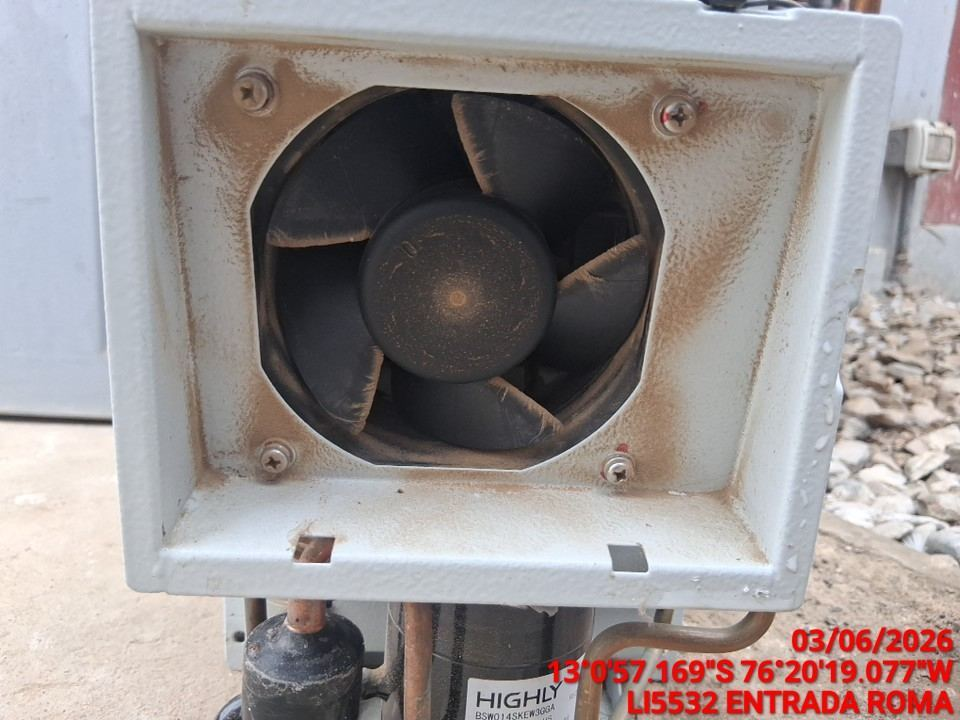 HIGHLY
BSW014SKEW3GGA
03/06/2026
13°0'57.169"S 76°20'19.077"W
LI5532 ENTRADA ROMA